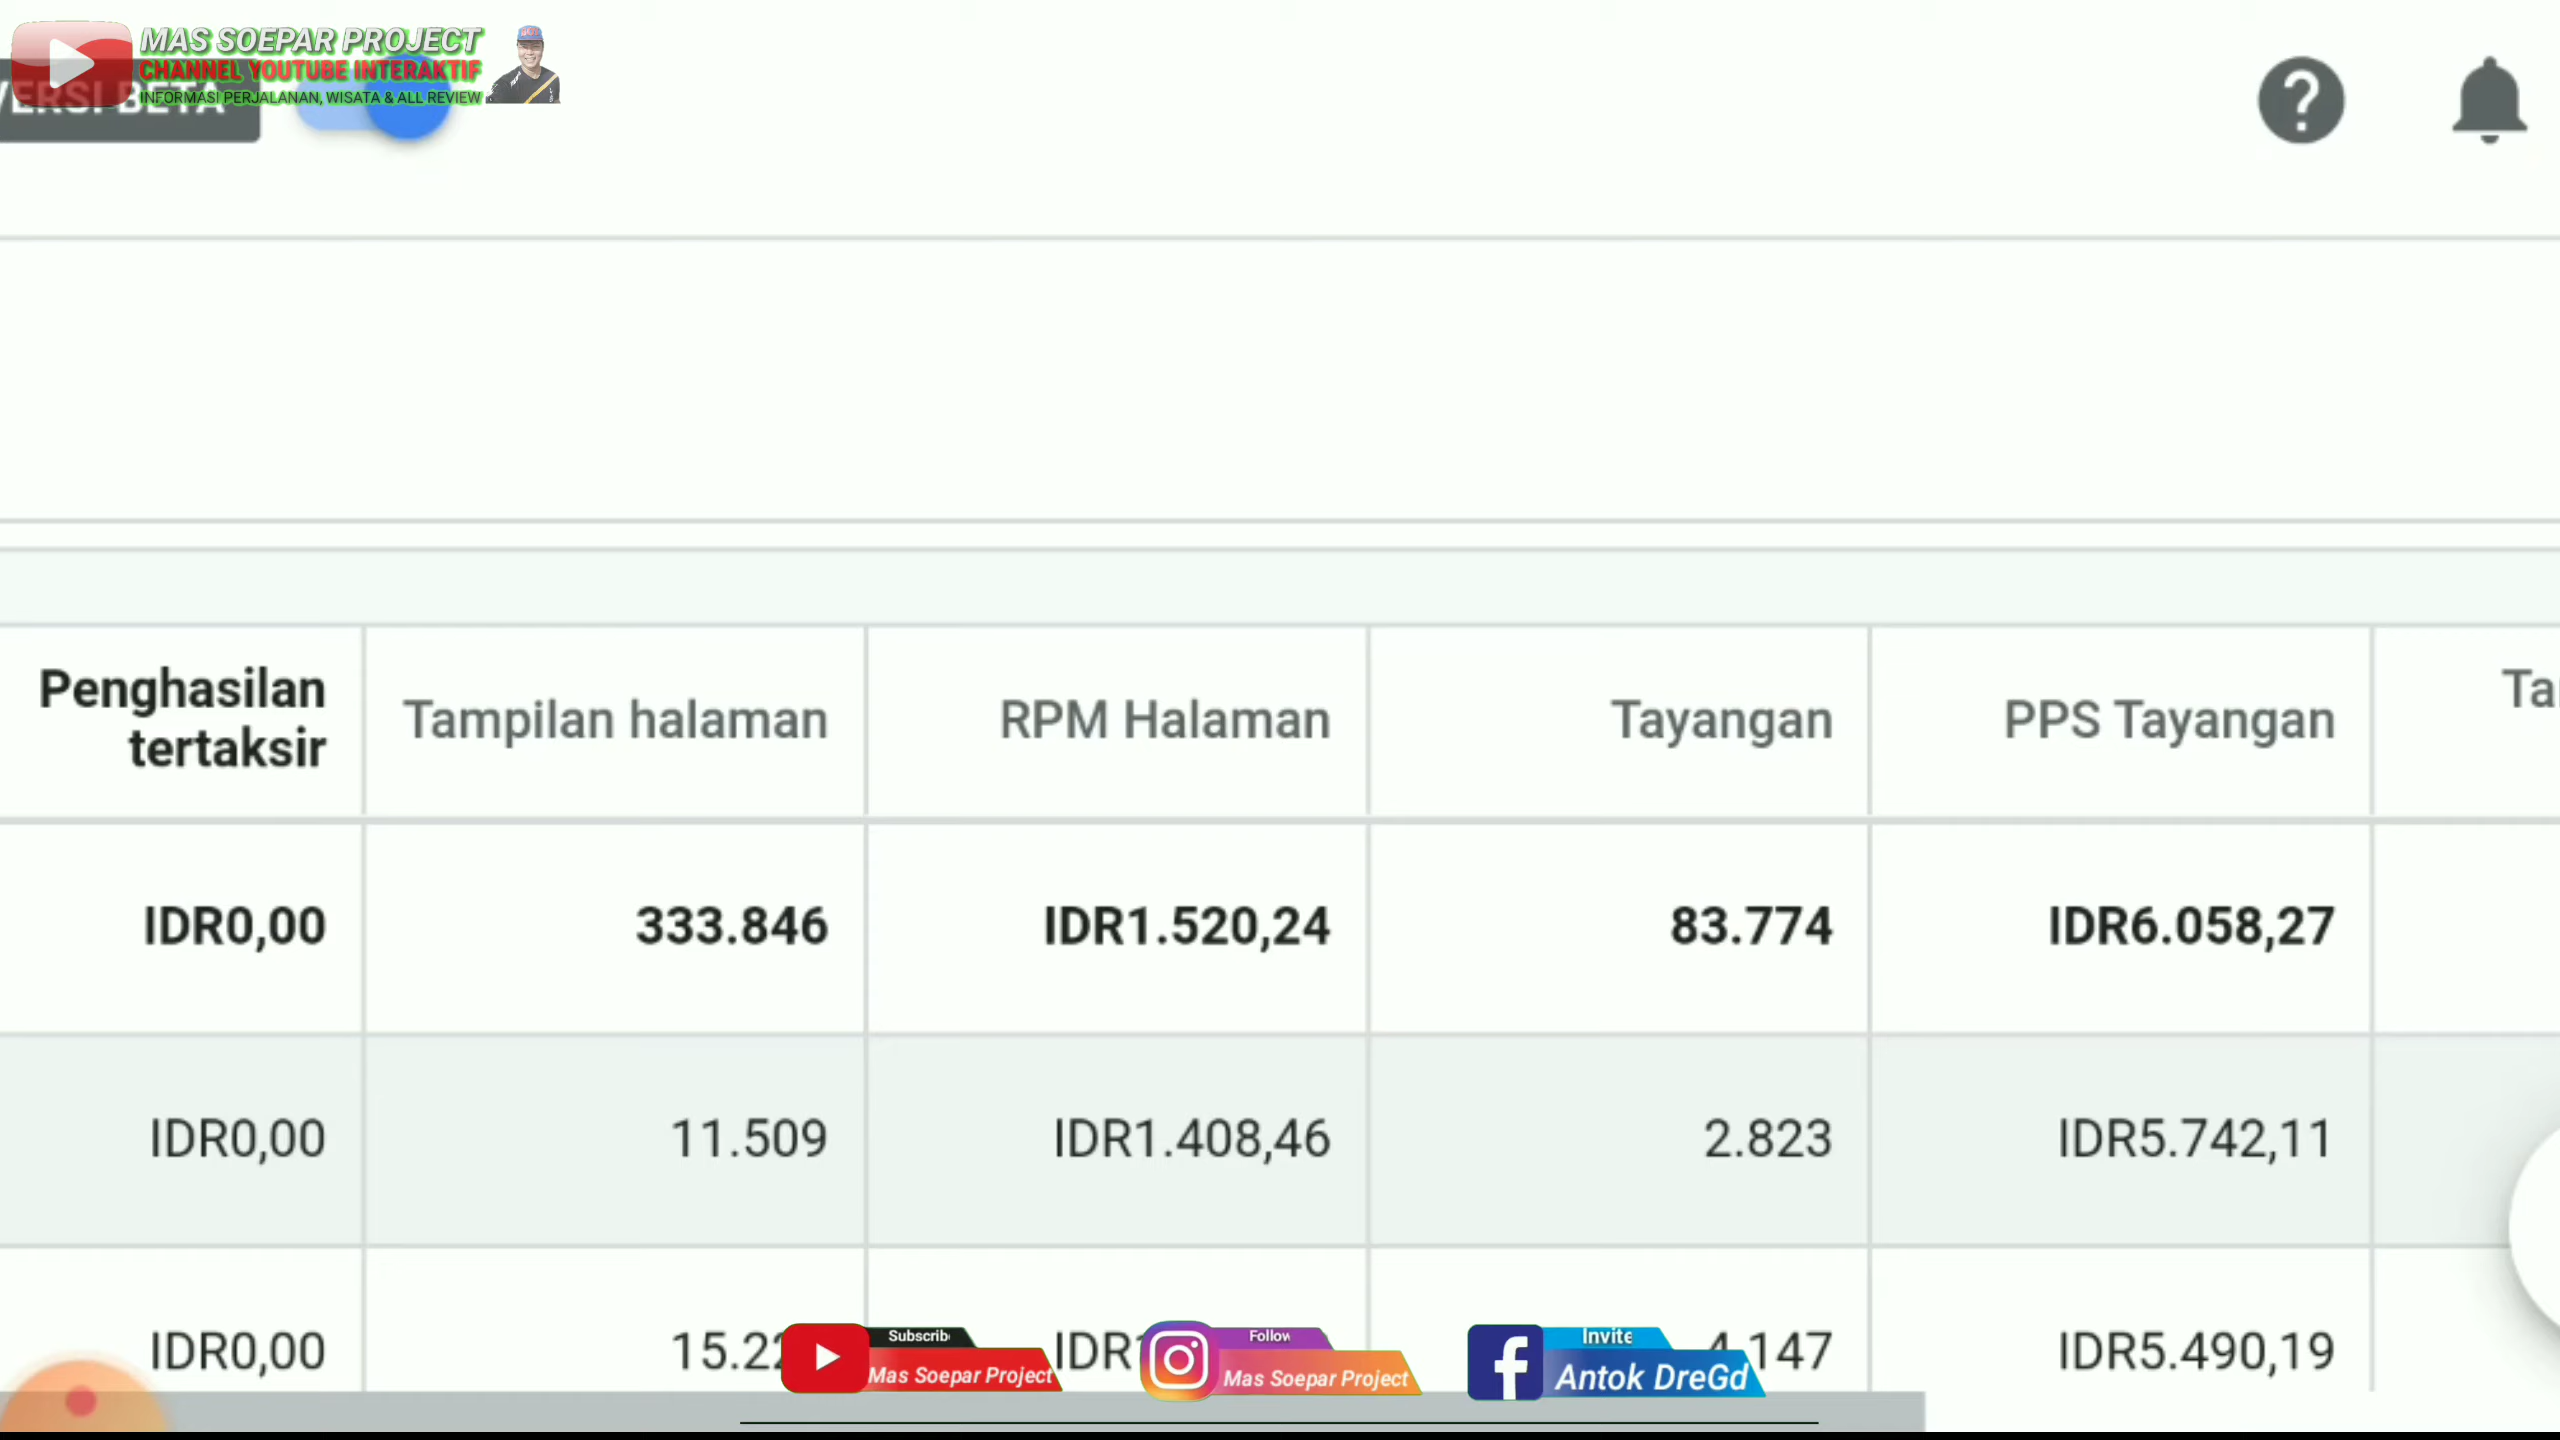 MAS SOEPAR PROJECT
CHANNEL YOUTUBE INTERAKTIF
INFORMASI PERJALANAN, WISATA & ALL REVIEW
VERSI BETA
Penghasilan tertaksir
Tampilan halaman
RPM Halaman
Tayangan
PPS Tayangan
IDR0,00 333.846 IDR1.520,24 83.774 IDR6.058,27
IDR0,00 11.509 IDR1.408,46 2.823 IDR5.742,11
IDR0,00 IDR5.490,19
Mas Soepar Project
Mas Soepar Project
Invite
Antok DreGd